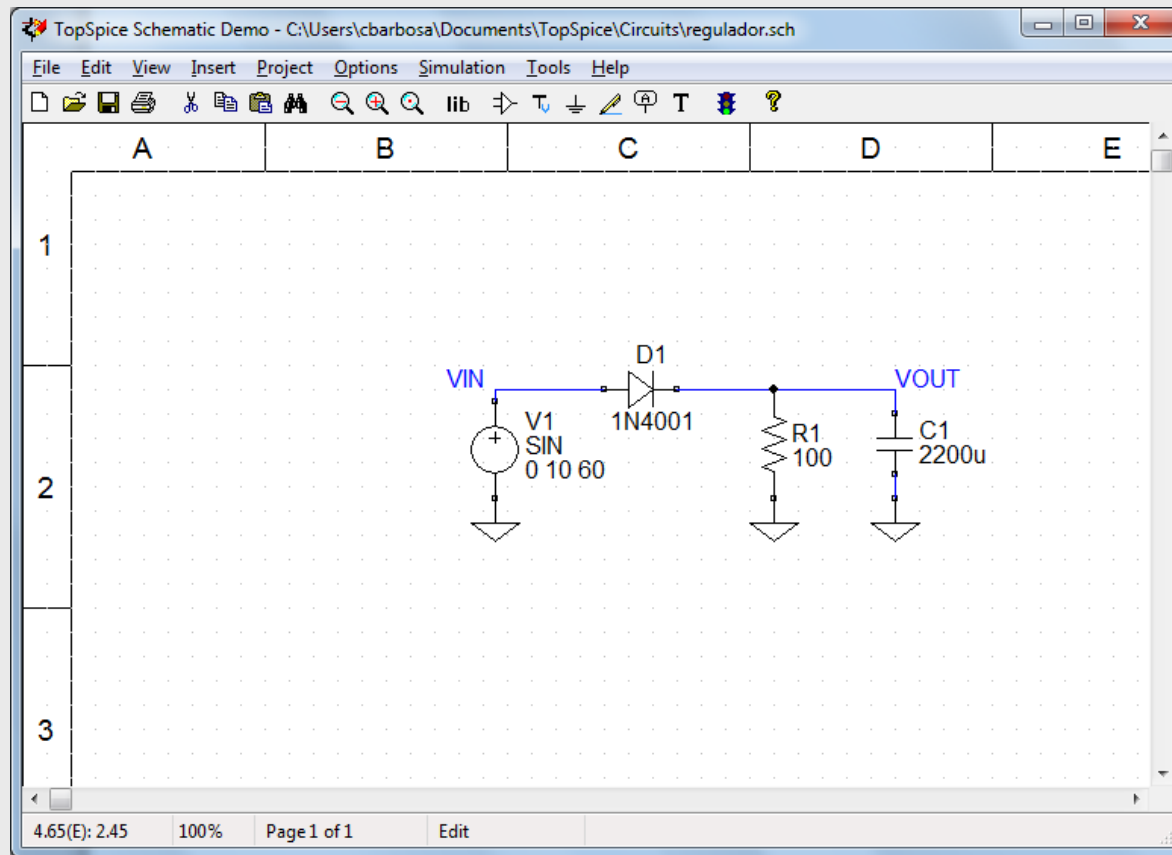 TopSpice Schematic Demo - C:\Users\cbarbosa\Documents\TopSpice\Circuits\regulador.sch
File Edit View Insert Project Options Simulation Tools Help
lib T
A B C D E
1
D1
VIN VOUT
1N4001
V1
SIN
0 10 60
R1
100
C1
2200u
2
3
4.65(E): 2.45 100% Page 1 of 1 Edit